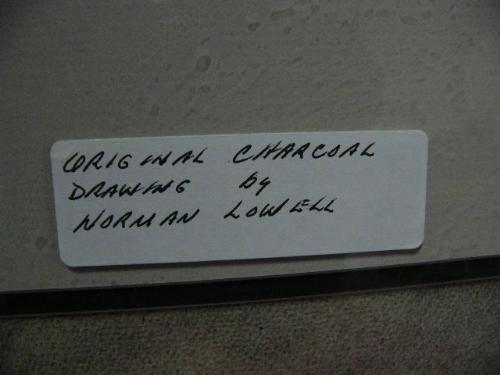 ORIGINAL CHARCOAL
DRAWING by
NORMAN LOWELL